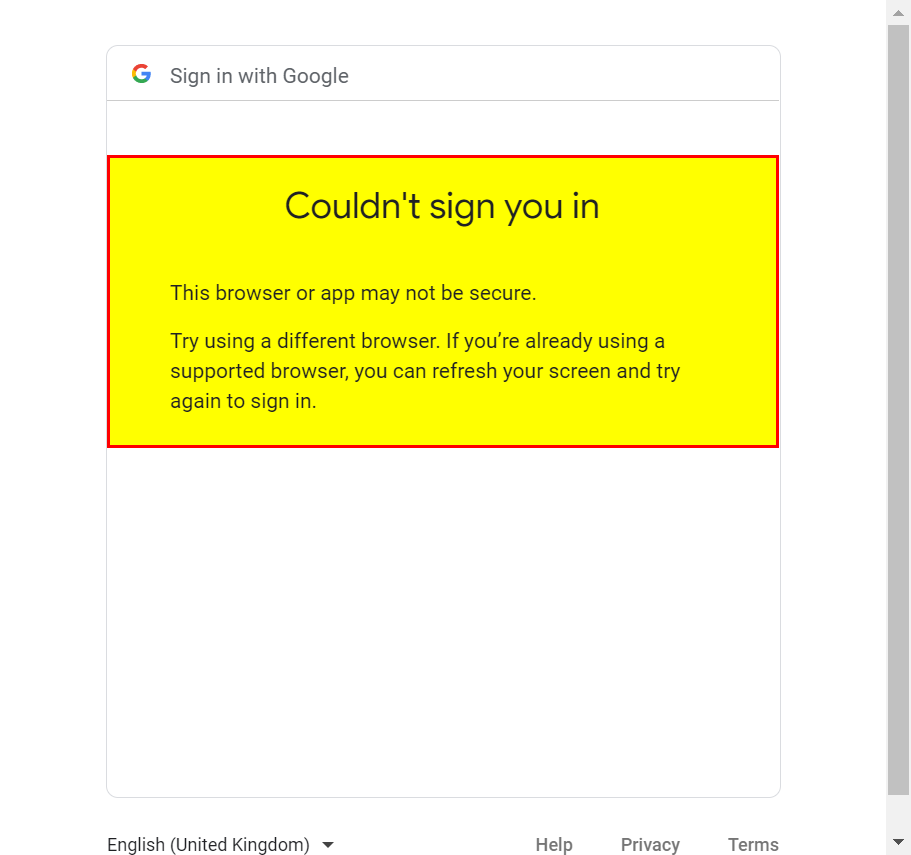 Sign in with Google
Couldn't sign you in
This browser or app may not be secure.
Try using a different browser. If you’re already using a
supported browser, you can refresh your screen and try
again to sign in.
English (United Kingdom)
Help
Privacy
Terms